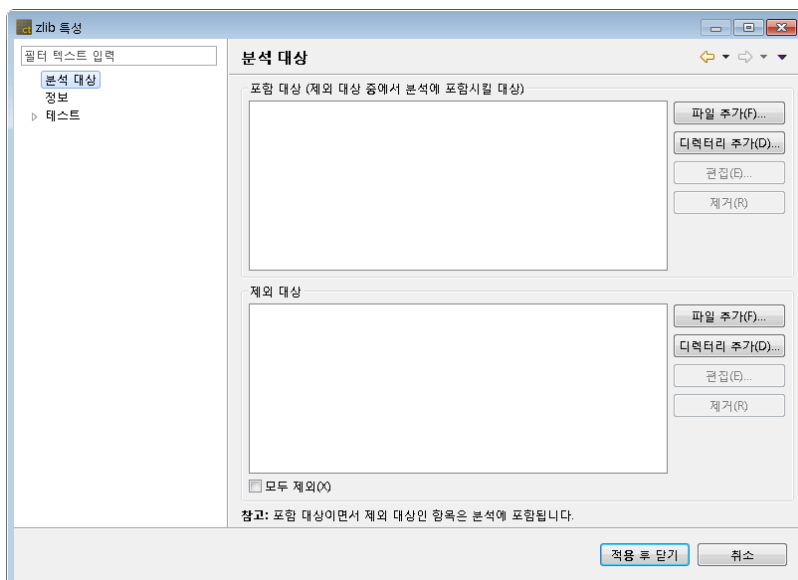 ct zlib 특성
필터 텍스트 입력
분석 대상
정보
테스트
분석 대상
포함 대상 (제외 대상 중에서 분석에 포함시킬 대상)
파일 추가(F)...
디렉터리 추가(D)...
편집(E)...
제거(R)
제외 대상
파일 추가(F)...
디렉터리 추가(D)...
편집(E)...
제거(R)
모두 제외(X)
참고: 포함 대상이면서 제외 대상인 항목은 분석에 포함됩니다.
적용 후 닫기
취소